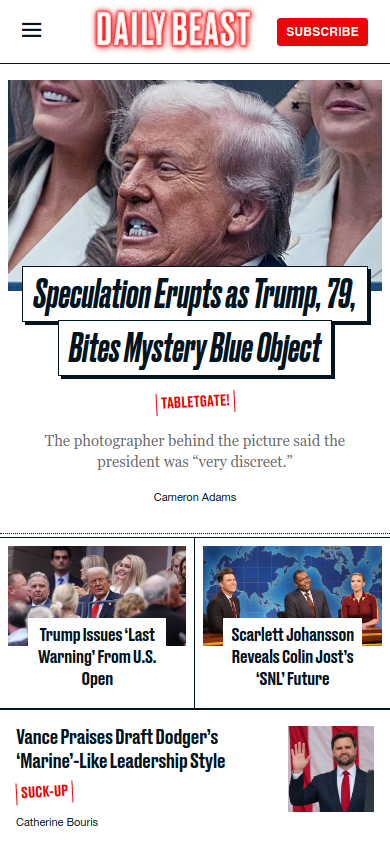 DAILY BEAST
SUBSCRIBE
Speculation Erupts as Trump, 79,
Bites Mystery Blue Object
TABLETGATE!
The photographer behind the picture said the
president was “very discreet.”
Cameron Adams
Trump Issues ‘Last
Warning’ From U.S.
Open
Scarlett Johansson
Reveals Colin Jost’s
‘SNL’ Future
Vance Praises Draft Dodger’s
‘Marine’-Like Leadership Style
SUCK-UP
Catherine Bouris